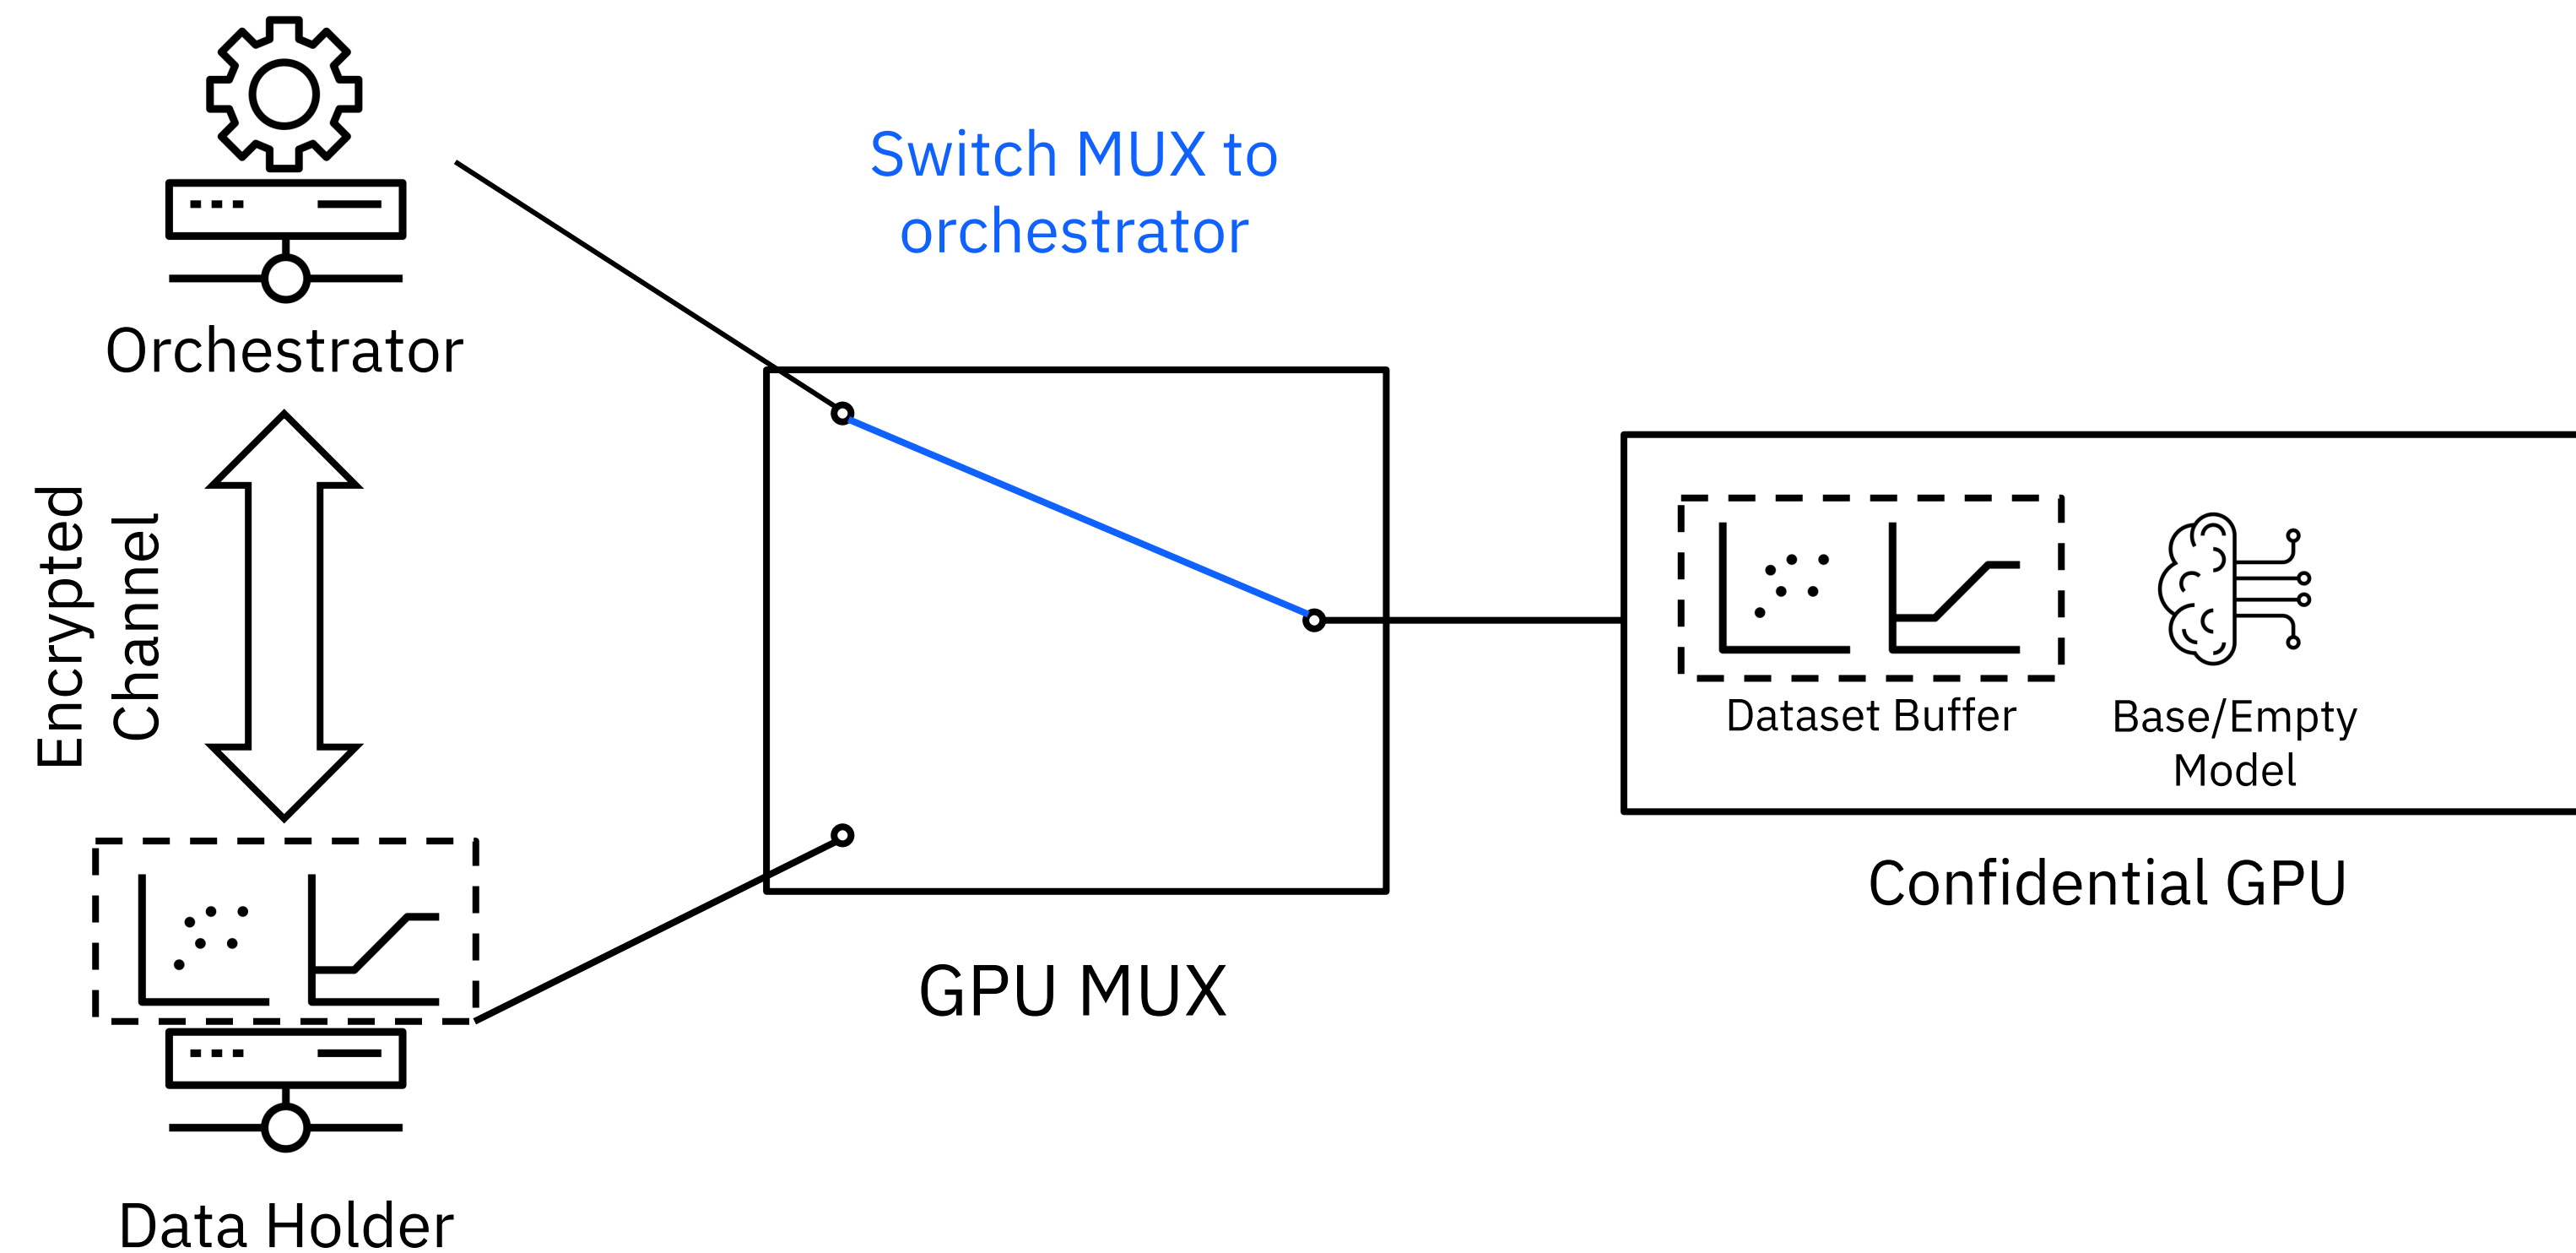 Switch MUX to
orchestrator
Orchestrator
Encrypted
Channel
Dataset Buffer
Base/Empty
Model
Confidential GPU
GPU MUX
Data Holder